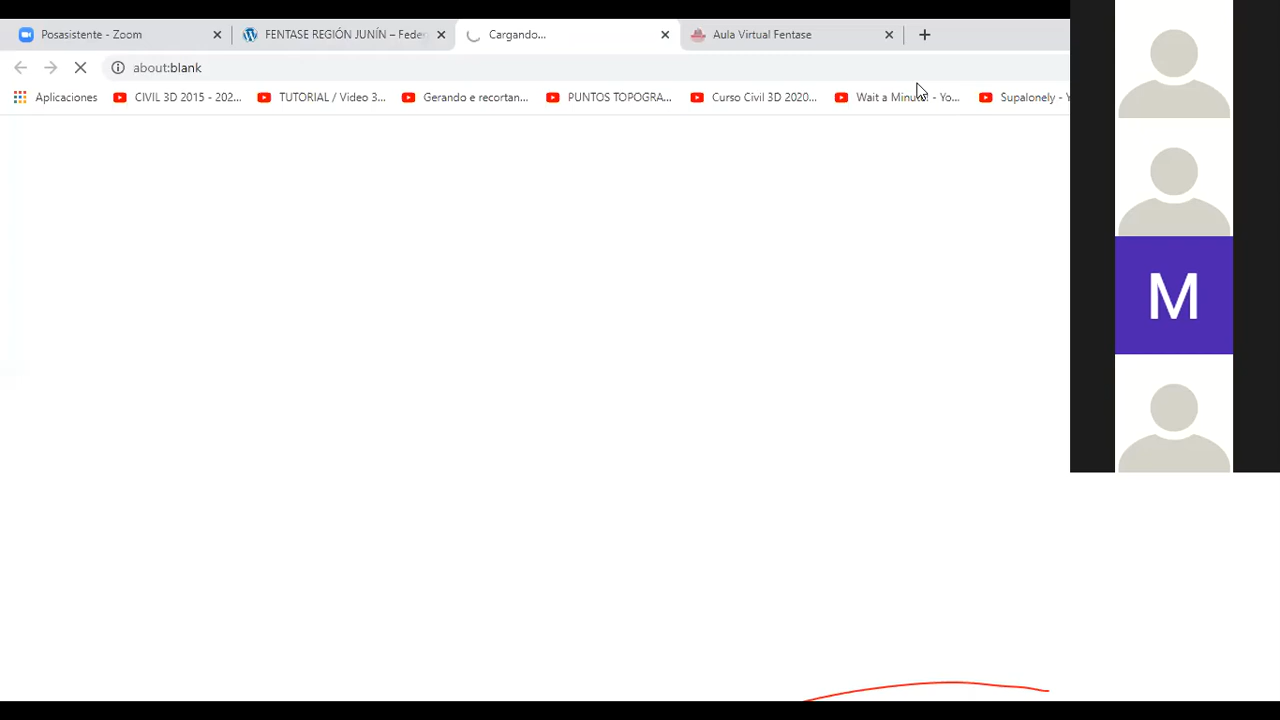 Posasistente - Zoom
FENTASE REGIÓN JUNÍN – Feder
Cargando...
Aula Virtual Fentase
about:blank
Aplicaciones
CIVIL 3D 2015 - 202...
TUTORIAL / Video 3...
Gerando e recortan...
PUNTOS TOPOGRA...
Curso Civil 3D 2020...
Wait a Minute - Yo...
Supalonely - Y
M